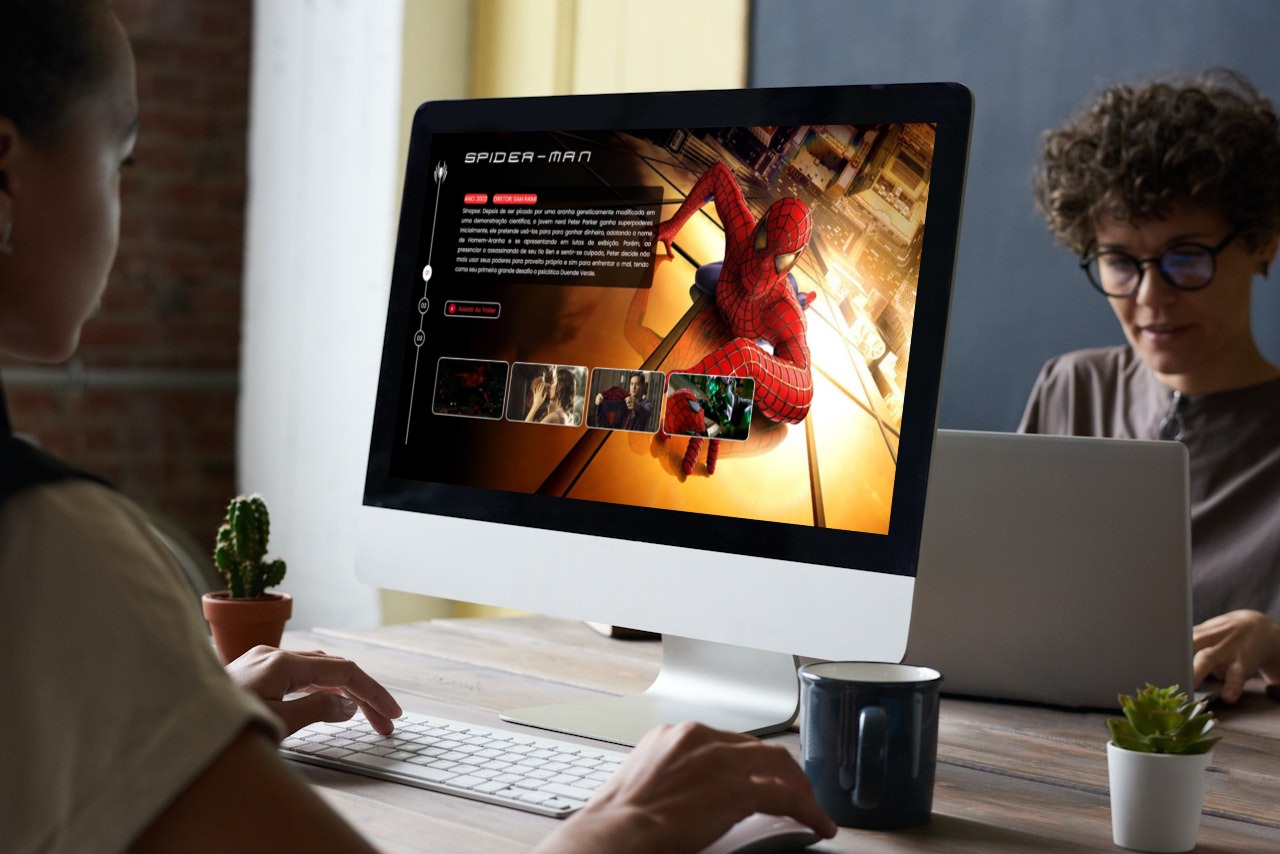 SPIDER-MAN
ANO: 2002 DIRETOR: SAM RAIMI
Sinopse: Depois de ser picado por uma aranha geneticamente modificada em
uma demonstração científica, o jovem nerd Peter Parker ganha superpoderes.
Inicialmente, ele pretende usá-los para para ganhar dinheiro, adotando o nome
de Homem-Aranha e se apresentando em lutas de exibição. Porém, ao
presenciar o assassinando de seu tio Ben e sentir-se culpado, Peter decide não
mais usar seus poderes para proveito próprio e sim para enfrentar o mal, tendo
como seu primeiro grande desafio o psicótico Duende Verde.
Assistir ao Trailer
02
03